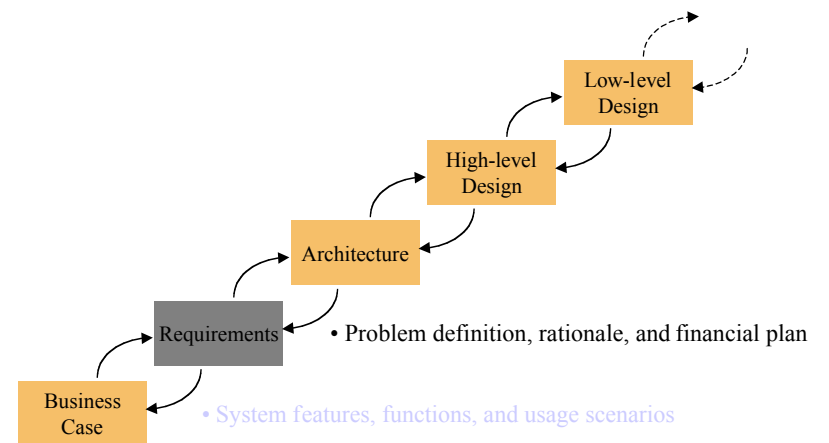 Low-level
Design
High-level
Design
Architecture
Requirements
• Problem definition, rationale, and financial plan
Business
Case
• System features, functions, and usage scenarios